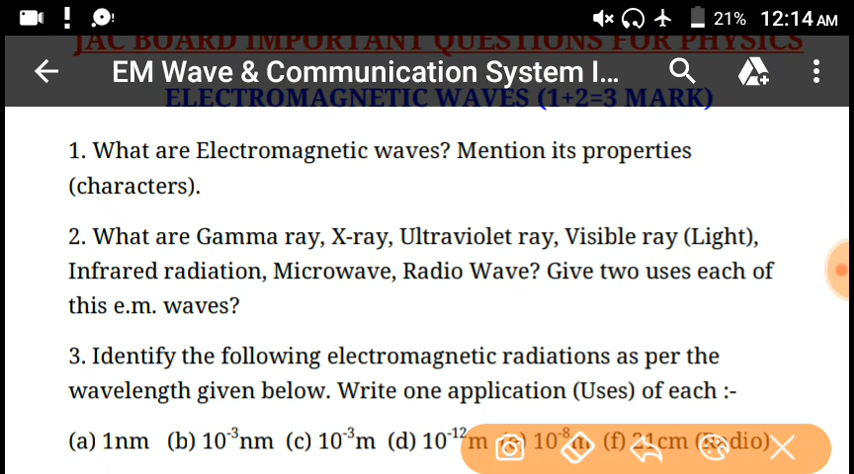 21% 12:14 AM
JAC BOARD IMPORTANT QUESTIONS FOR PHYSICS
EM Wave & Communication System I...
ELECTROMAGNETIC WAVES (1+2=3 MARK)
1. What are Electromagnetic waves? Mention its properties
(characters).
2. What are Gamma ray, X-ray, Ultraviolet ray, Visible ray (Light),
Infrared radiation, Microwave, Radio Wave? Give two uses each of
this e.m. waves?
3. Identify the following electromagnetic radiations as per the
wavelength given below. Write one application (Uses) of each :-
(a) 1nm (b) 10⁻³nm (c) 10⁻³m (d) 10⁻¹²m (e) 10⁻⁸m (f) 21cm (Radio)